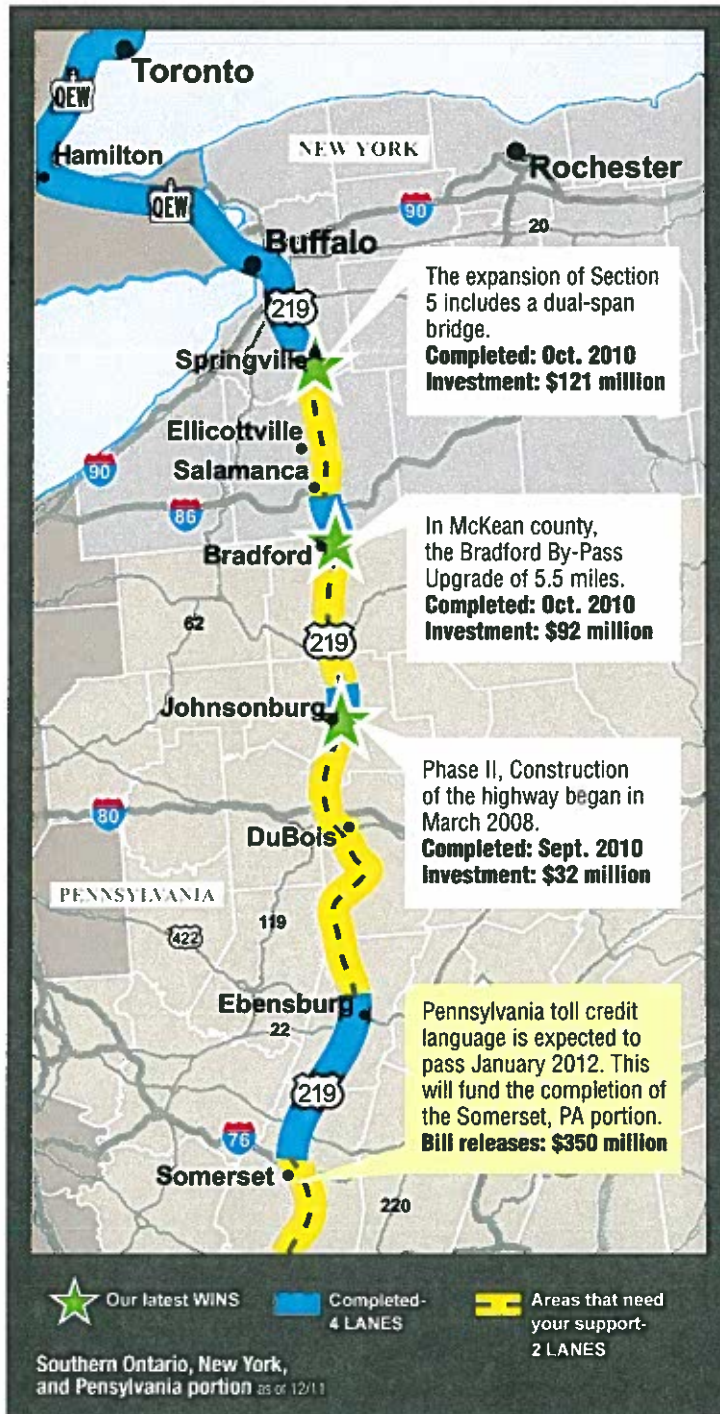 Toronto
QEW
Hamilton
NEW YORK
Rochester
QEW
90
20
Buffalo
The expansion of Section
5 includes a dual-span
bridge.
Completed: Oct. 2010
Investment: $121 million
219
Springville
Ellicottville
90
Salamanca
86
In McKean county,
the Bradford By-Pass
Upgrade of 5.5 miles.
Completed: Oct. 2010
Investment: $92 million
Bradford
62
219
Johnsonburg
Phase II, Construction
of the highway began in
March 2008.
Completed: Sept. 2010
Investment: $32 million
80
DuBois
PENNSYLVANIA
119
422
Ebensburg
22
Pennsylvania toll credit
language is expected to
pass January 2012. This
will fund the completion of
the Somerset, PA portion.
Bill releases: $350 million
219
76
Somerset
220
Our latest WINS
Completed-
4 LANES
Areas that need
your support-
2 LANES
Southern Ontario, New York,
and Pensylvania portion as of 12/11